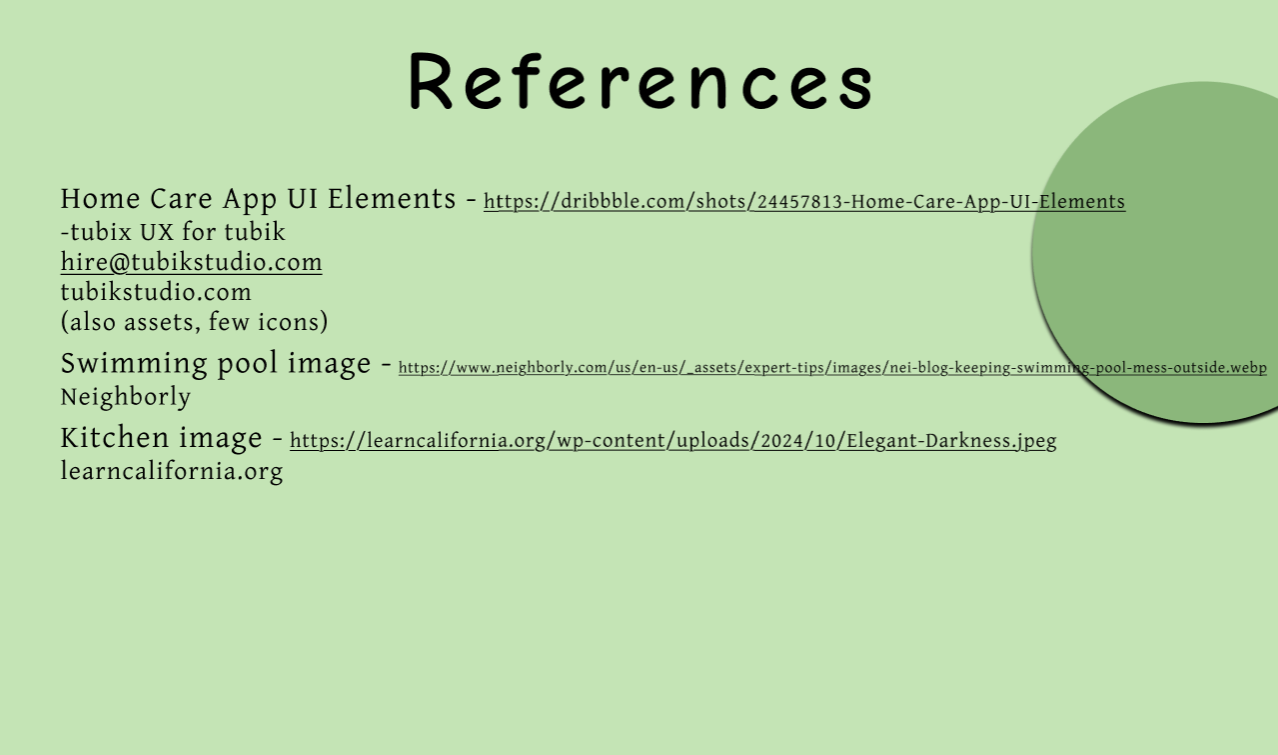 References
Home Care App UI Elements - https://dribbble.com/shots/24457813-Home-Care-App-UI-Elements
-tubix UX for tubik
hire@tubikstudio.com
tubikstudio.com
(also assets, few icons)
Swimming pool image - https://www.neighborly.com/us/en-us/_assets/expert-tips/images/nei-blog-keeping-swimming-pool-mess-outside.webp
Neighborly
Kitchen image - https://learncalifornia.org/wp-content/uploads/2024/10/Elegant-Darkness.jpeg
learncalifornia.org